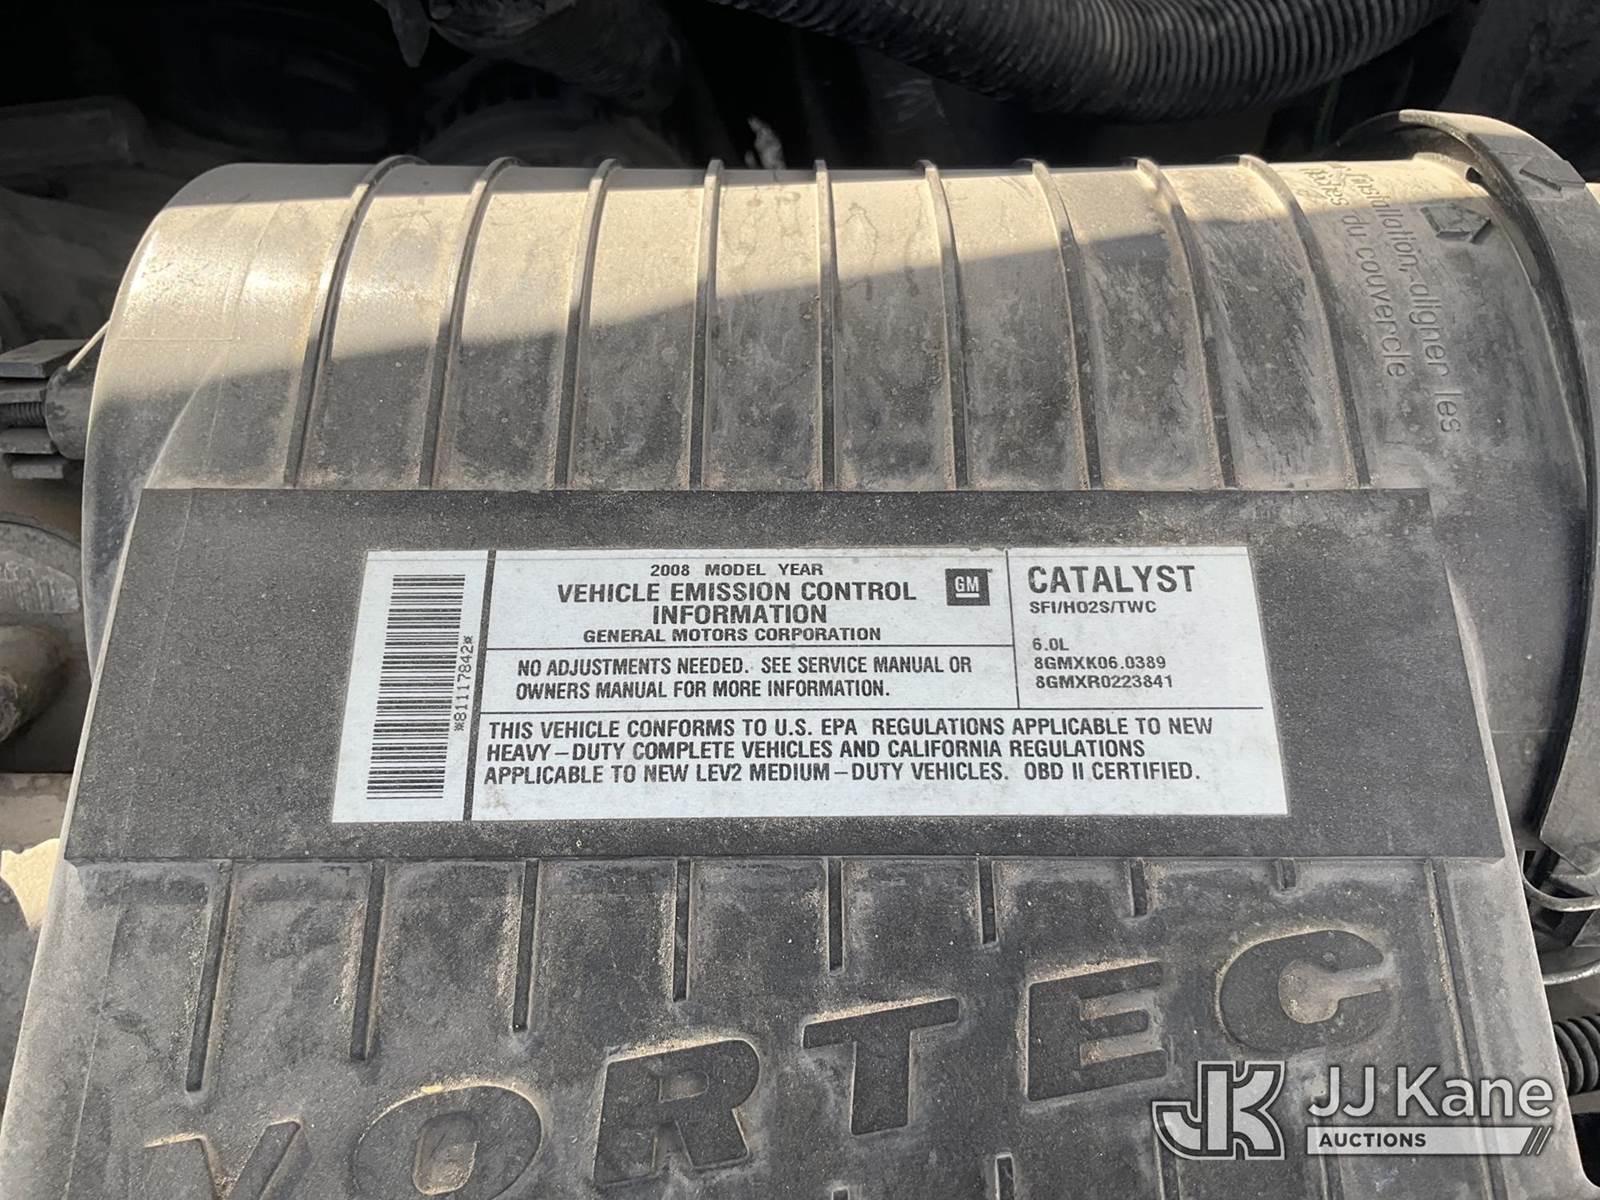 Installation, aligner les
du couvercle
2008 MODEL YEAR
VEHICLE EMISSION CONTROL
INFORMATION
GENERAL MOTORS CORPORATION
GM
CATALYST
SFI/HO2S/TWC
6.0L
8GMXK06.0389
8GMXR0223841
NO ADJUSTMENTS NEEDED. SEE SERVICE MANUAL OR
OWNERS MANUAL FOR MORE INFORMATION.
*81117842*
THIS VEHICLE CONFORMS TO U.S. EPA REGULATIONS APPLICABLE TO NEW
HEAVY-DUTY COMPLETE VEHICLES AND CALIFORNIA REGULATIONS
APPLICABLE TO NEW LEV2 MEDIUM-DUTY VEHICLES. OBD II CERTIFIED.
VORTEC
JK JJ Kane
AUCTIONS